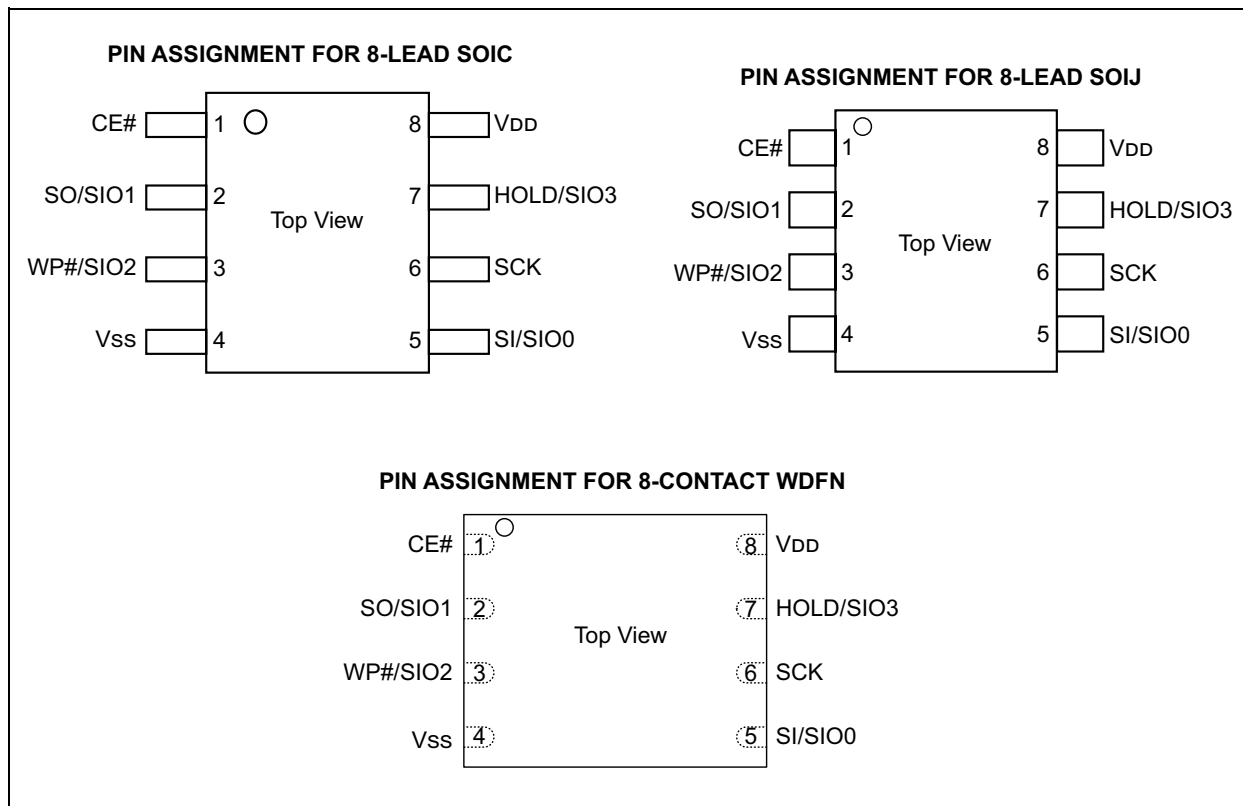 PIN ASSIGNMENT FOR 8-LEAD SOIC
CE# 1 8 VDD
SO/SIO1 2 7 HOLD/SIO3
Top View
WP#/SIO2 3 6 SCK
Vss 4 5 SI/SIO0
PIN ASSIGNMENT FOR 8-LEAD SOIJ
CE# 1 8 VDD
SO/SIO1 2 7 HOLD/SIO3
Top View
WP#/SIO2 3 6 SCK
Vss 4 5 SI/SIO0
PIN ASSIGNMENT FOR 8-CONTACT WDFN
CE# 1 8 VDD
SO/SIO1 2 7 HOLD/SIO3
Top View
WP#/SIO2 3 6 SCK
Vss 4 5 SI/SIO0